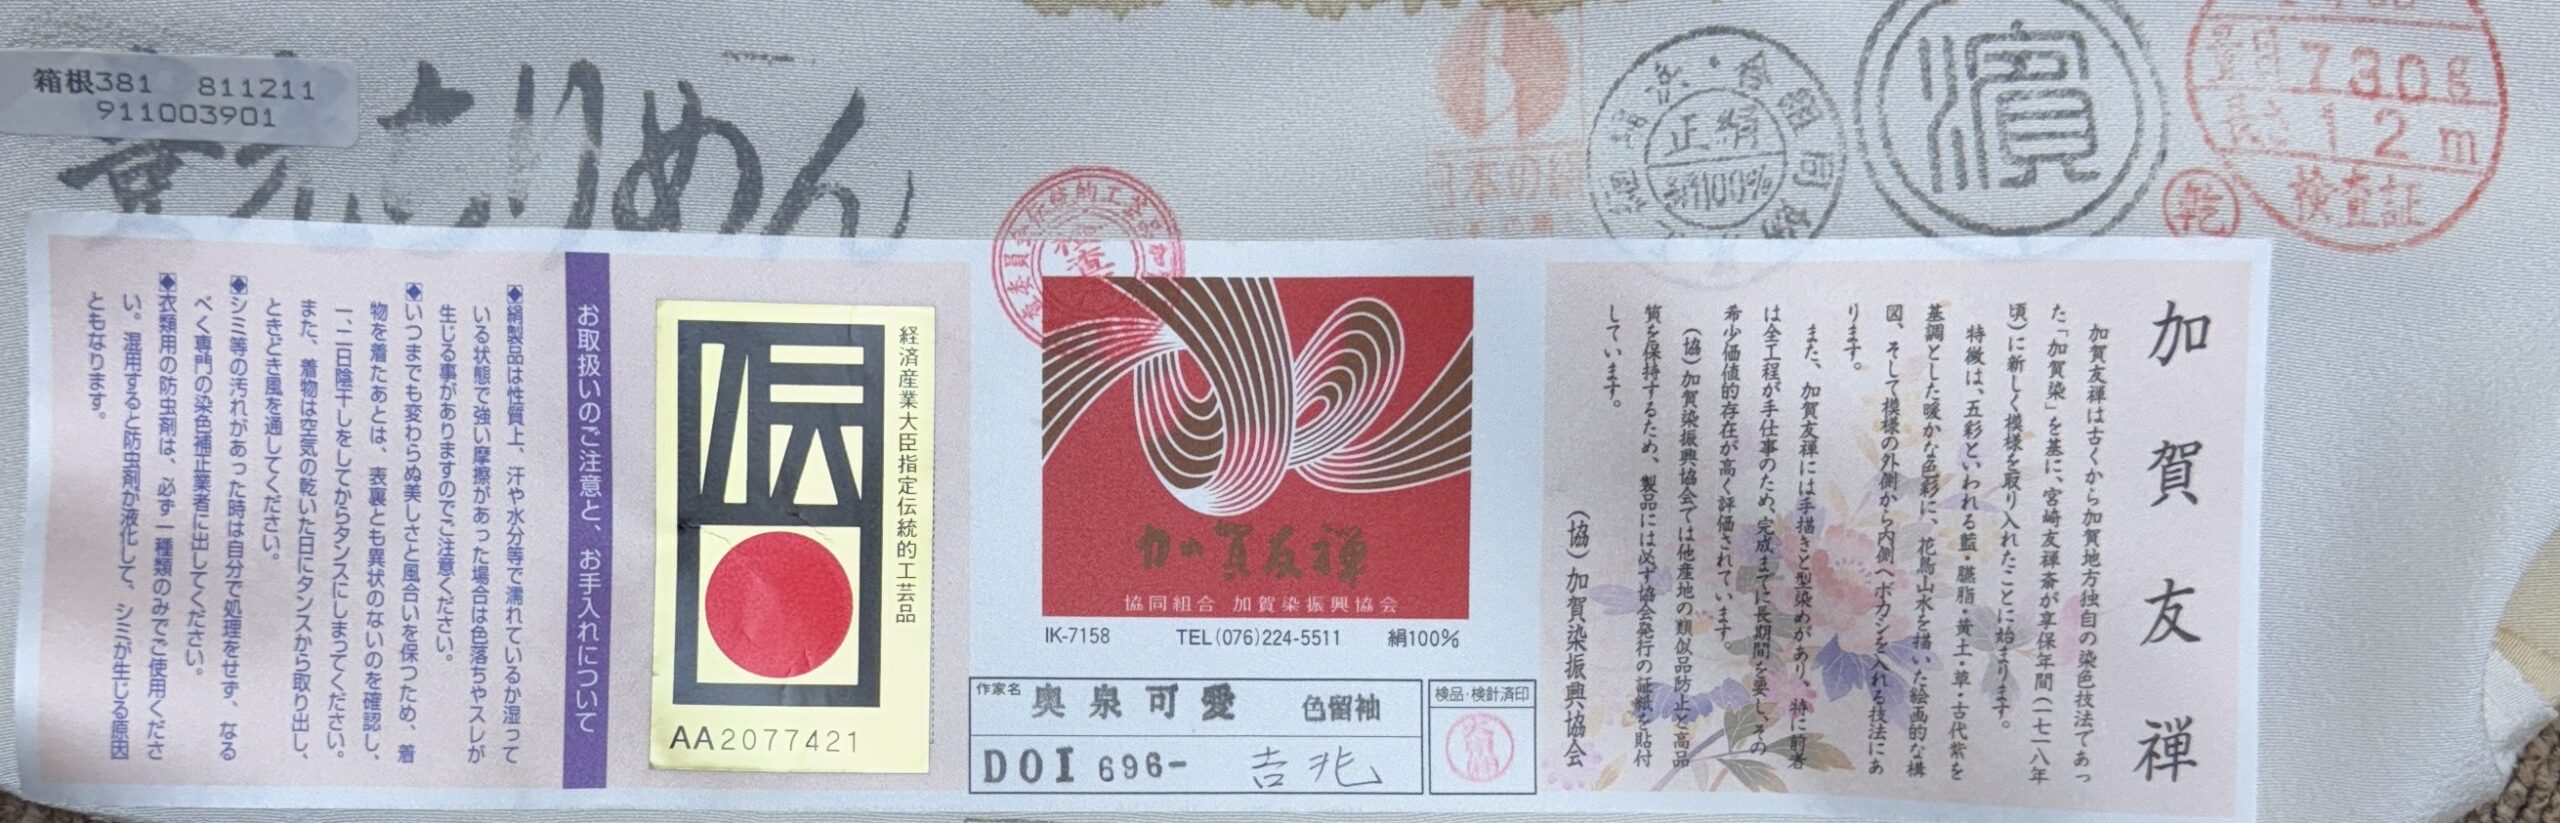 箱根381 811211
911003901
ちりめん
正絹
絹100%
濱
日本の絹
量目 730g
長さ 12m
検査証
乾
加賀友禅
加賀友禅は古くから加賀地方独自の染色技法であっ
た「加賀染」を基に、宮崎友禅斎が享保年間(一七一八年
頃)に新しく模様を取り入れたことに始まります。
特徴は、五彩といわれる藍・臙脂・黄土・草・古代紫を
基調とした暖かな色彩に、花鳥山水を描いた絵画的な構
図、そして模様の外側から内側へボカシを入れる技法にあ
ります。
また、加賀友禅には手描きと型染めがあり、特に前者
は全工程が手仕事のため、完成までに長期間を要し、その
希少価値的存在が高く評価されています。
(協)加賀染振興協会では他産地の類似品防止と高品
質を保持するため、製品には必ず協会発行の証紙を貼付
しています。
(協)加賀染振興協会
加賀友禅
協同組合 加賀染振興協会
IK-7158 TEL(076)224-5511 絹100%
作家名 奥泉可愛 色留袖
DOI 696- 吉兆
検品・検針済印
経済産業大臣指定伝統的工芸品
伝
AA2077421
お取扱いのご注意と、お手入れについて
◆絹製品は性質上、汗や水分等で濡れているか湿って
いる状態で強い摩擦があった場合は色落ちやスレが
生じる事がありますのでご注意ください。
◆いつまでも変わらぬ美しさと風合いを保つため、着
物を着たあとは、表裏とも異状のないのを確認し、
一、二日陰干しをしてからタンスにしまってください。
また、着物は空気の乾いた日にタンスから取り出し、
ときどき風を通してください。
◆シミ等の汚れがあった時は自分で処理をせず、なる
べく専門の染色補正業者に出してください。
◆衣類用の防虫剤は、必ず一種類のみでご使用くださ
い。混用すると防虫剤が液化して、シミが生じる原因
ともなります。